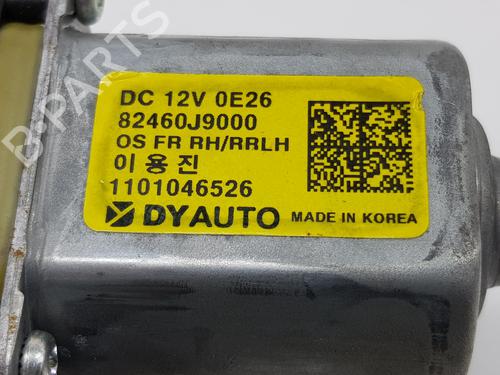 DC 12V 0E26
82460J9000
OS FR RH/RRLH
이용진
1101046526
DYAUTO MADE IN KOREA
B-PARTS